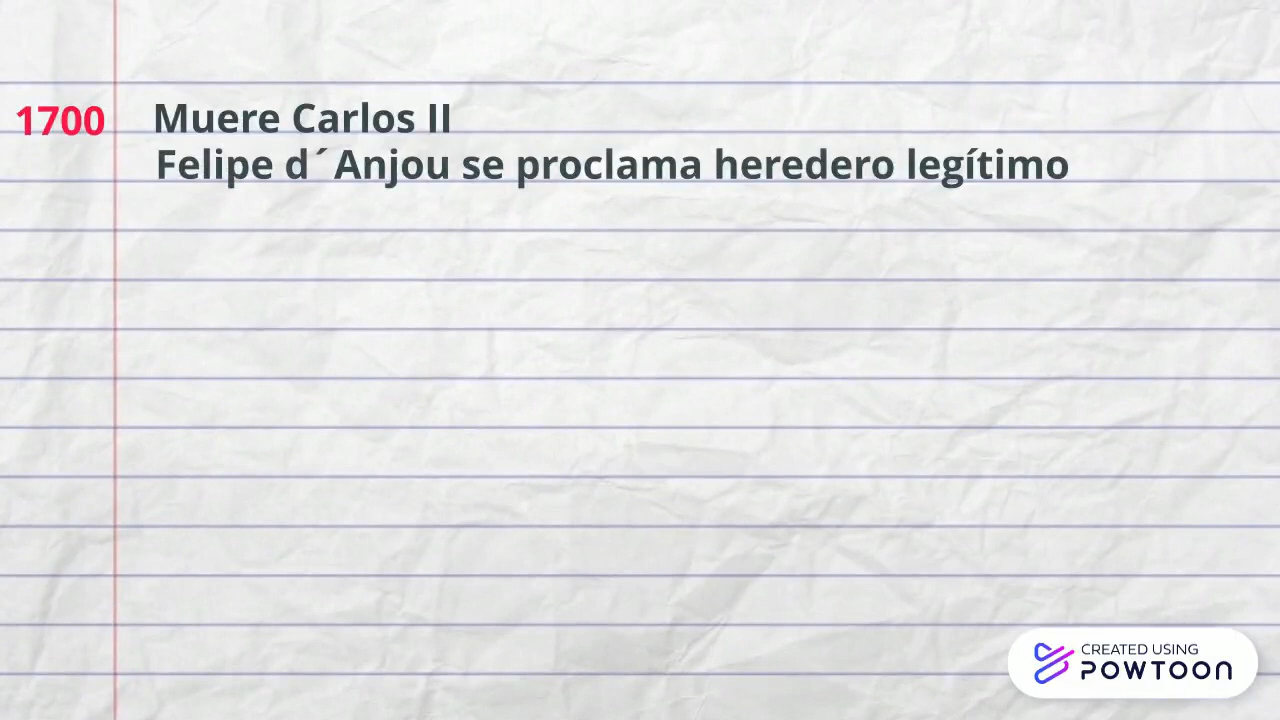 1700 Muere Carlos II
Felipe d´Anjou se proclama heredero legítimo
CREATED USING
POWTOON